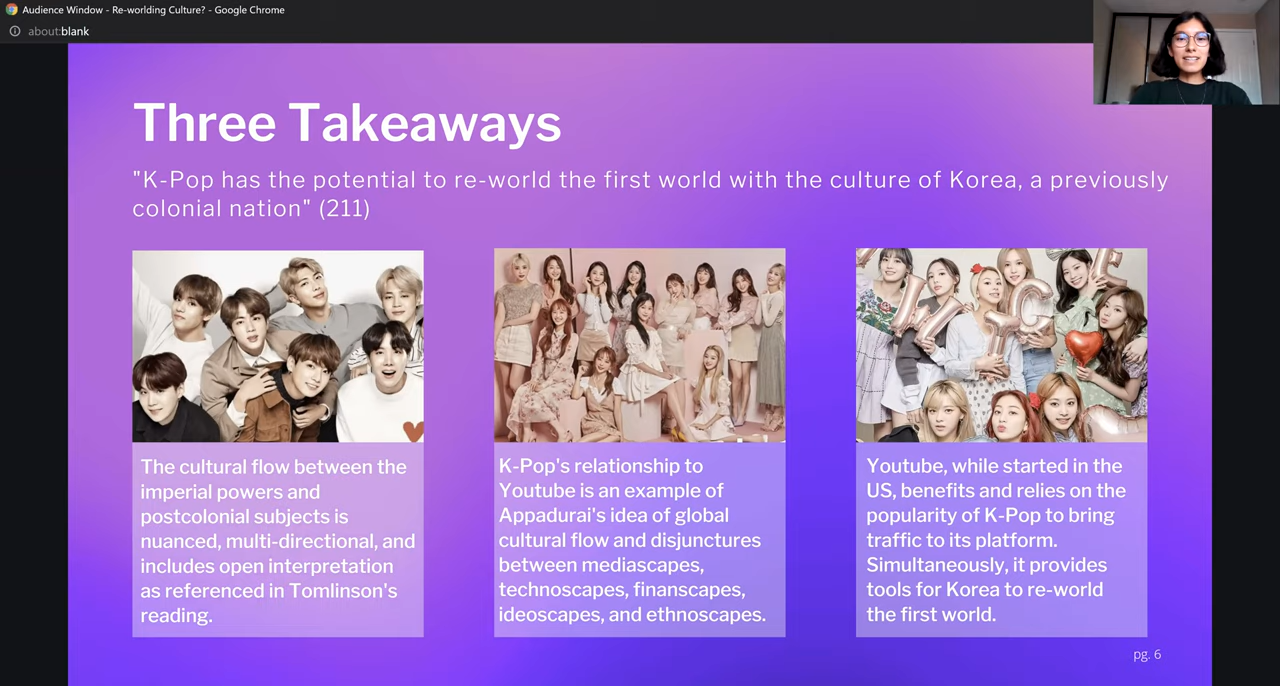 Audience Window - Re-worlding Culture? - Google Chrome
about:blank
Three Takeaways
"K-Pop has the potential to re-world the first world with the culture of Korea, a previously
colonial nation" (211)
The cultural flow between the
imperial powers and
postcolonial subjects is
nuanced, multi-directional, and
includes open interpretation
as referenced in Tomlinson's
reading.
K-Pop's relationship to
Youtube is an example of
Appadurai's idea of global
cultural flow and disjunctures
between mediascapes,
technoscapes, finanscapes,
ideoscapes, and ethnoscapes.
Youtube, while started in the
US, benefits and relies on the
popularity of K-Pop to bring
traffic to its platform.
Simultaneously, it provides
tools for Korea to re-world
the first world.
pg. 6